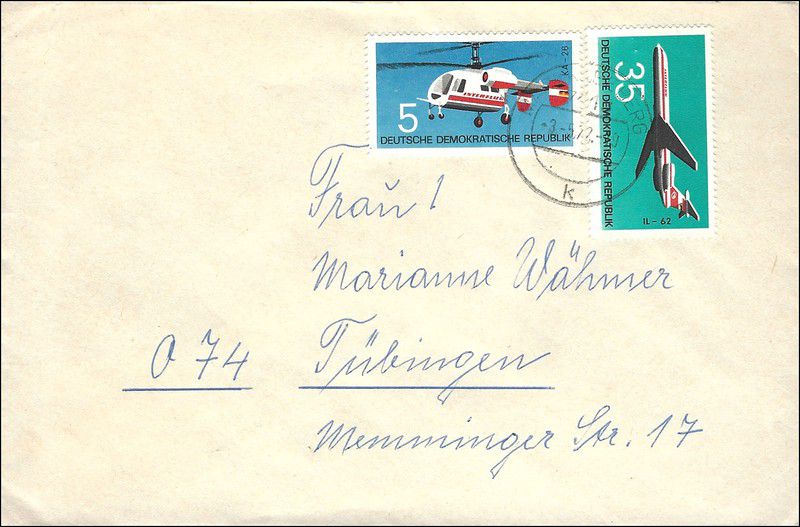 KA-26
INTERFLUG
5
DEUTSCHE DEMOKRATISCHE REPUBLIK
35
DEUTSCHE DEMOKRATISCHE REPUBLIK
IL-62
K
Frau!
Marianne Wähmer
O 74 Tübingen
Memminger Str. 17